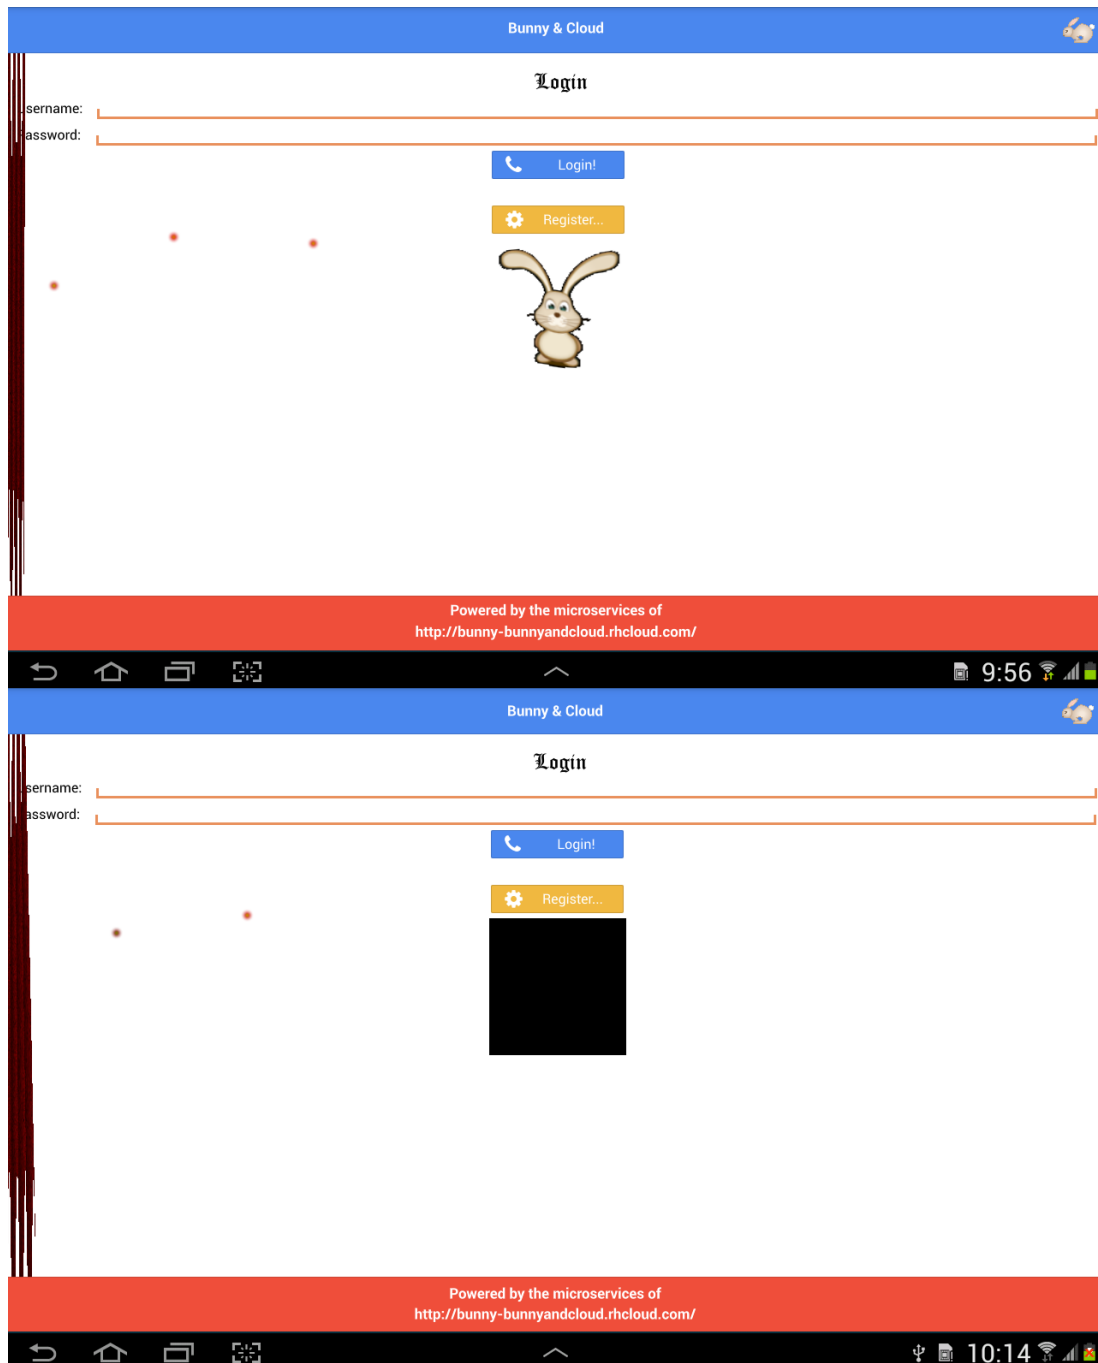 Bunny & Cloud
Login
sername:
assword:
Login!
Register...
Powered by the microservices of
http://bunny-bunnyandcloud.rhcloud.com/
9:56
Bunny & Cloud
Login
sername:
assword:
Login!
Register...
Powered by the microservices of
http://bunny-bunnyandcloud.rhcloud.com/
10:14